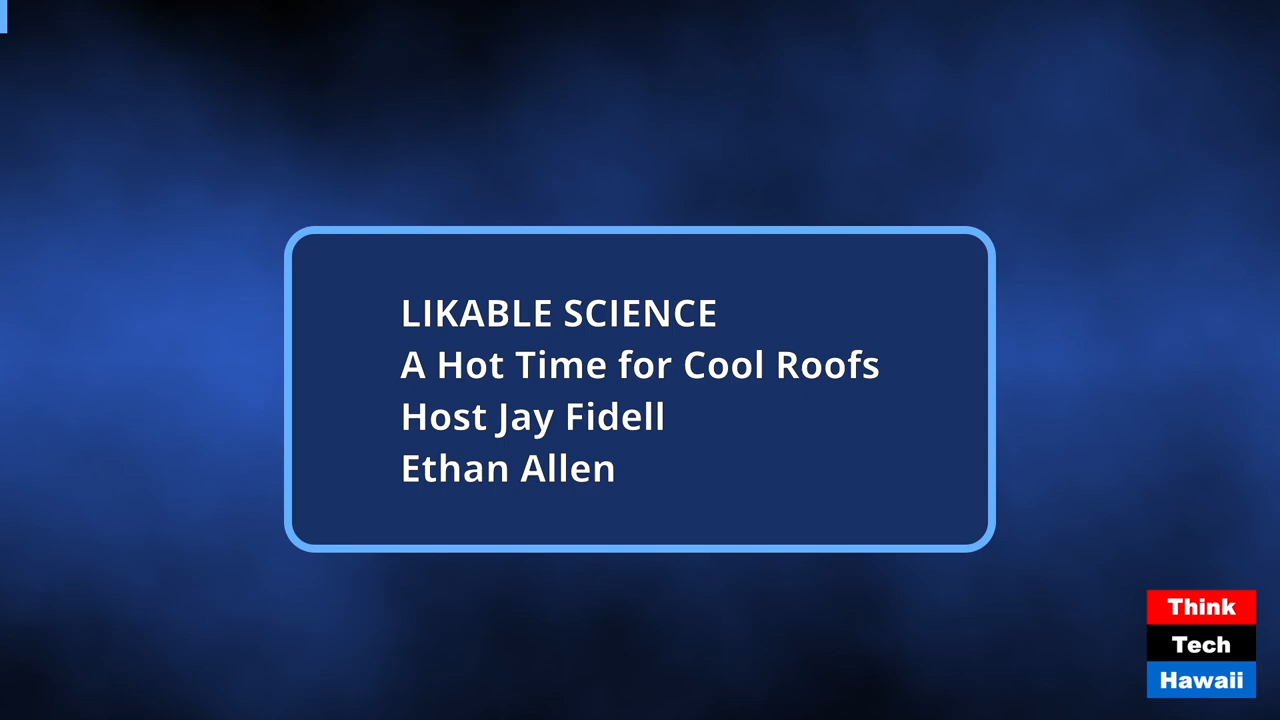 LIKABLE SCIENCE
A Hot Time for Cool Roofs
Host Jay Fidell
Ethan Allen
Think
Tech
Hawaii